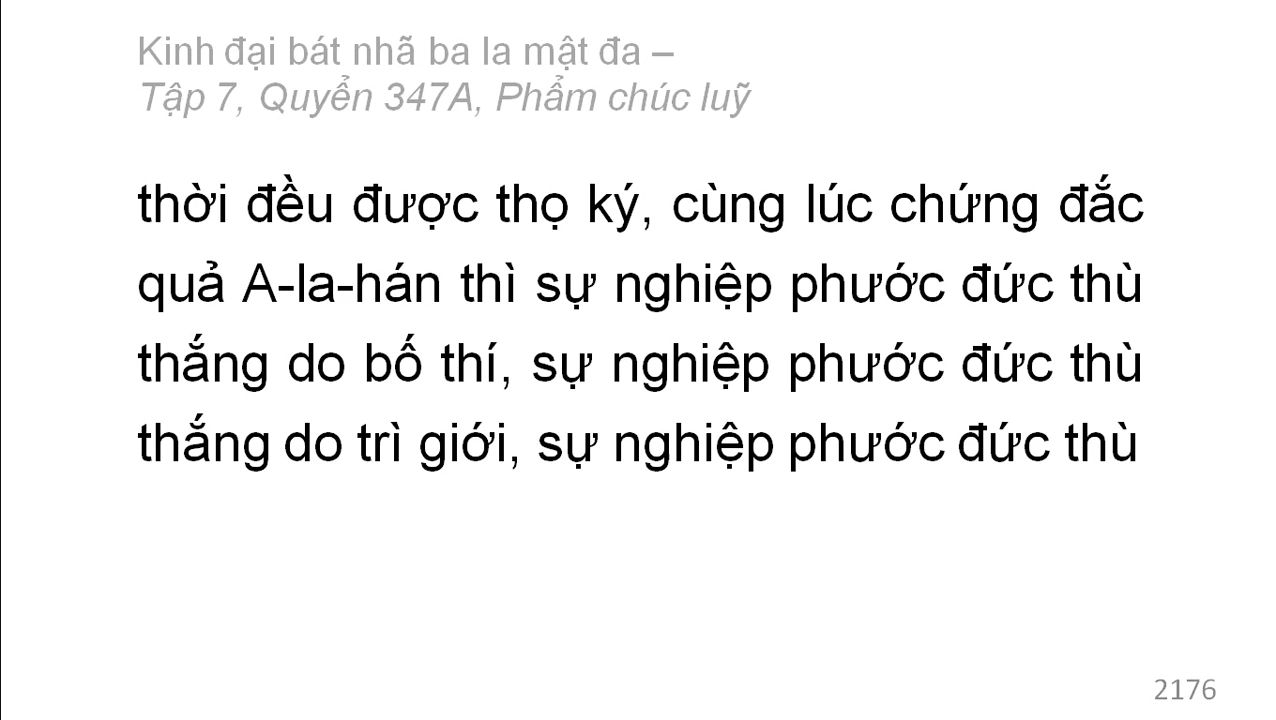 Kinh đại bát nhã ba la mật đa –
Tập 7, Quyển 347A, Phẩm chúc luỹ
thời đều được thọ ký, cùng lúc chứng đắc
quả A-la-hán thì sự nghiệp phước đức thù
thắng do bố thí, sự nghiệp phước đức thù
thắng do trì giới, sự nghiệp phước đức thù
2176